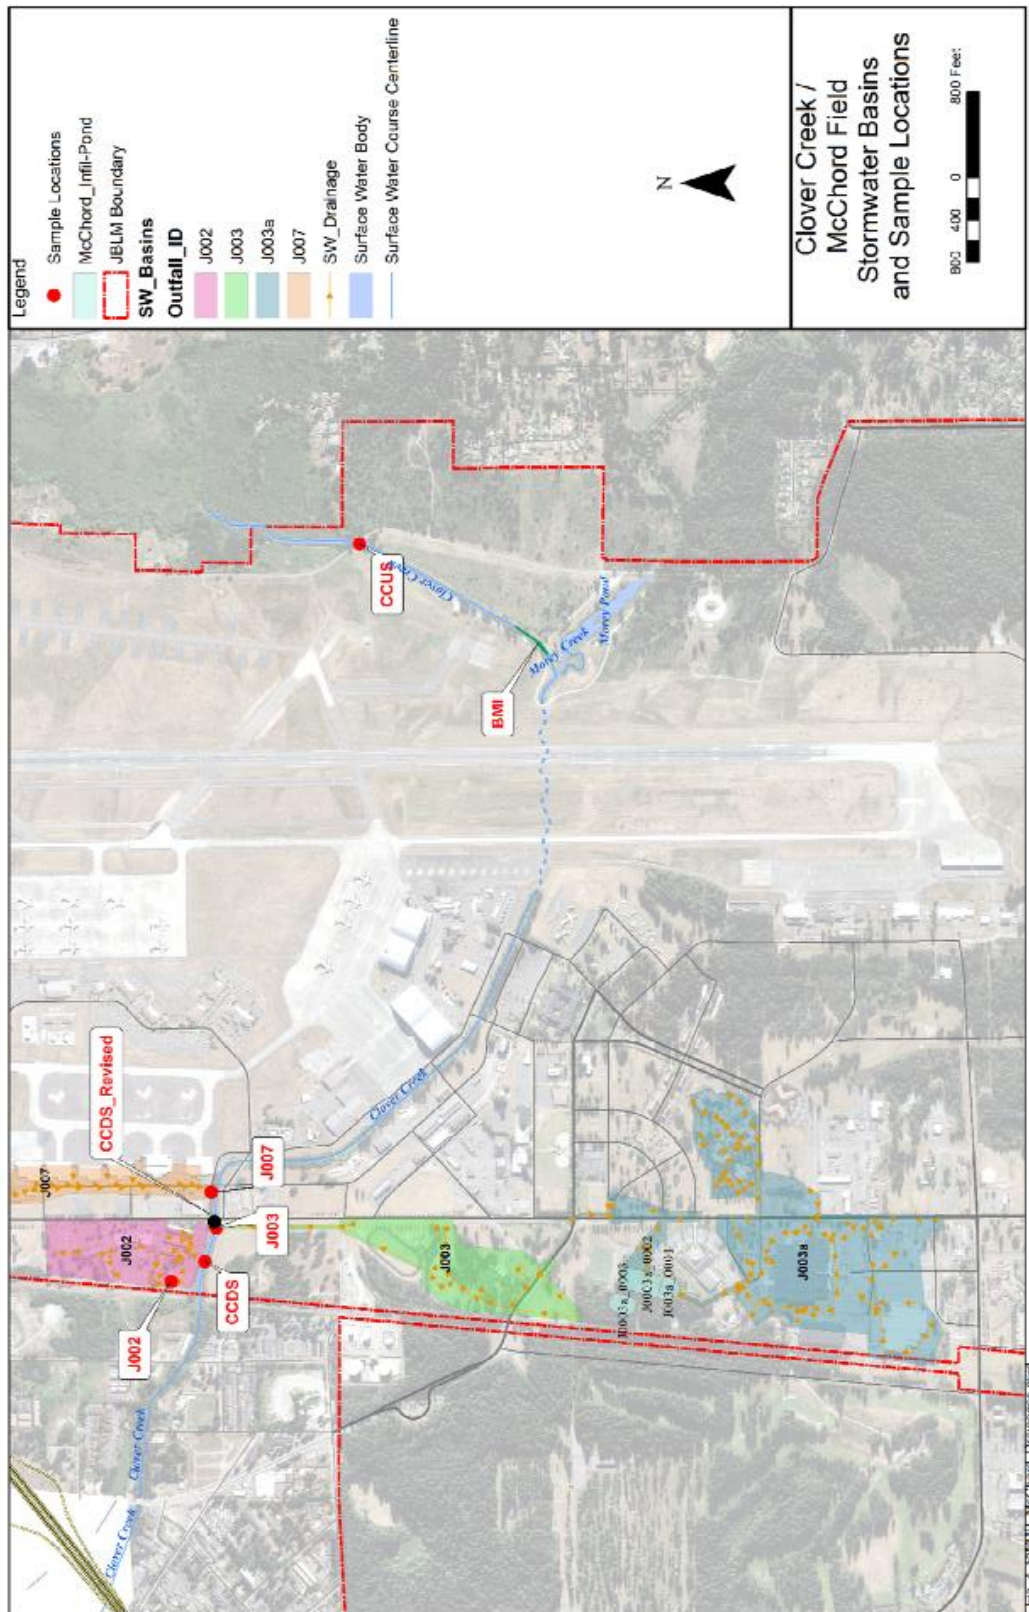 Legend
Sample Locations
McChord_Infil-Pond
JBLM Boundary
SW_Basins
Outfall_ID
J002
J003
J003a
J007
SW_Drainage
Surface Water Body
Surface Water Course Centerline
N
Clover Creek /
McChord Field
Stormwater Basins
and Sample Locations
800 400 0 800 Feet
CCUS
Clover Creek
BMI
Morey Creek
Morey Pond
CCDS_Revised
J007
J007
Clover Creek
J002
J003
J003
J003a_0003
J003a_0002
J003a_0001
J003a
CCDS
J002
Clover Creek
Clover Creek